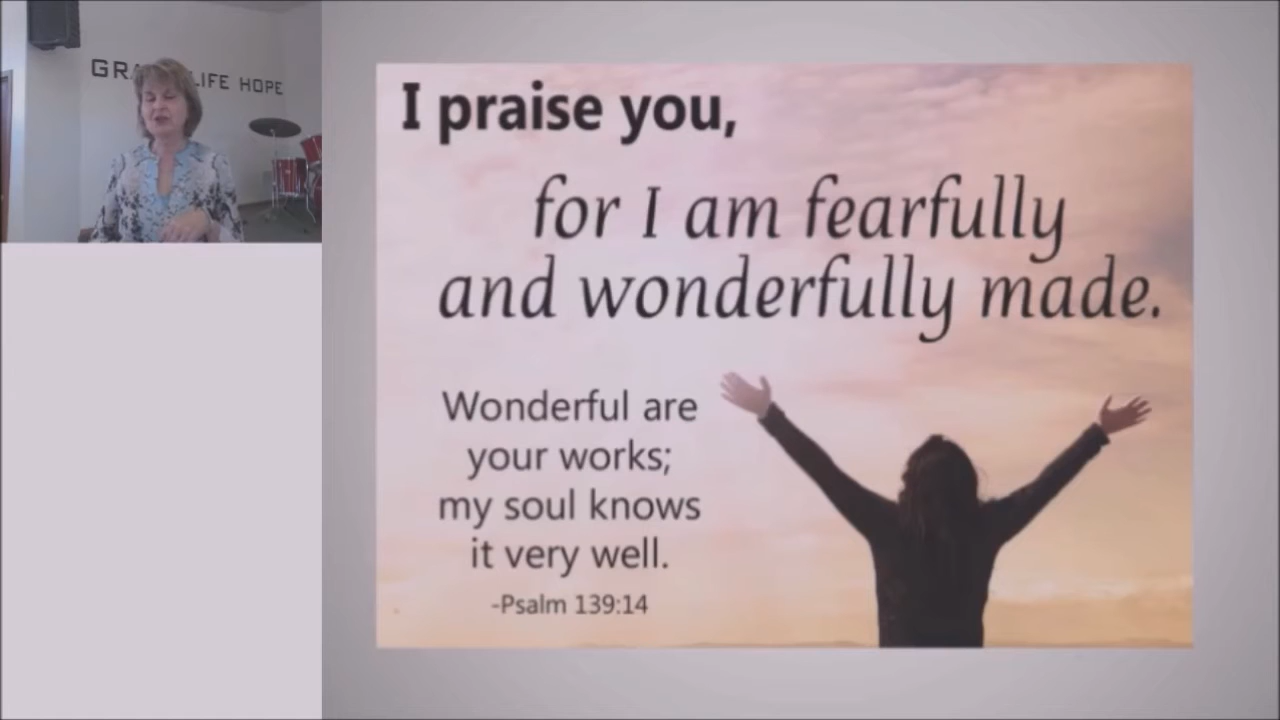 GRA LIFE HOPE
I praise you,
for I am fearfully
and wonderfully made.
Wonderful are
your works;
my soul knows
it very well.
-Psalm 139:14